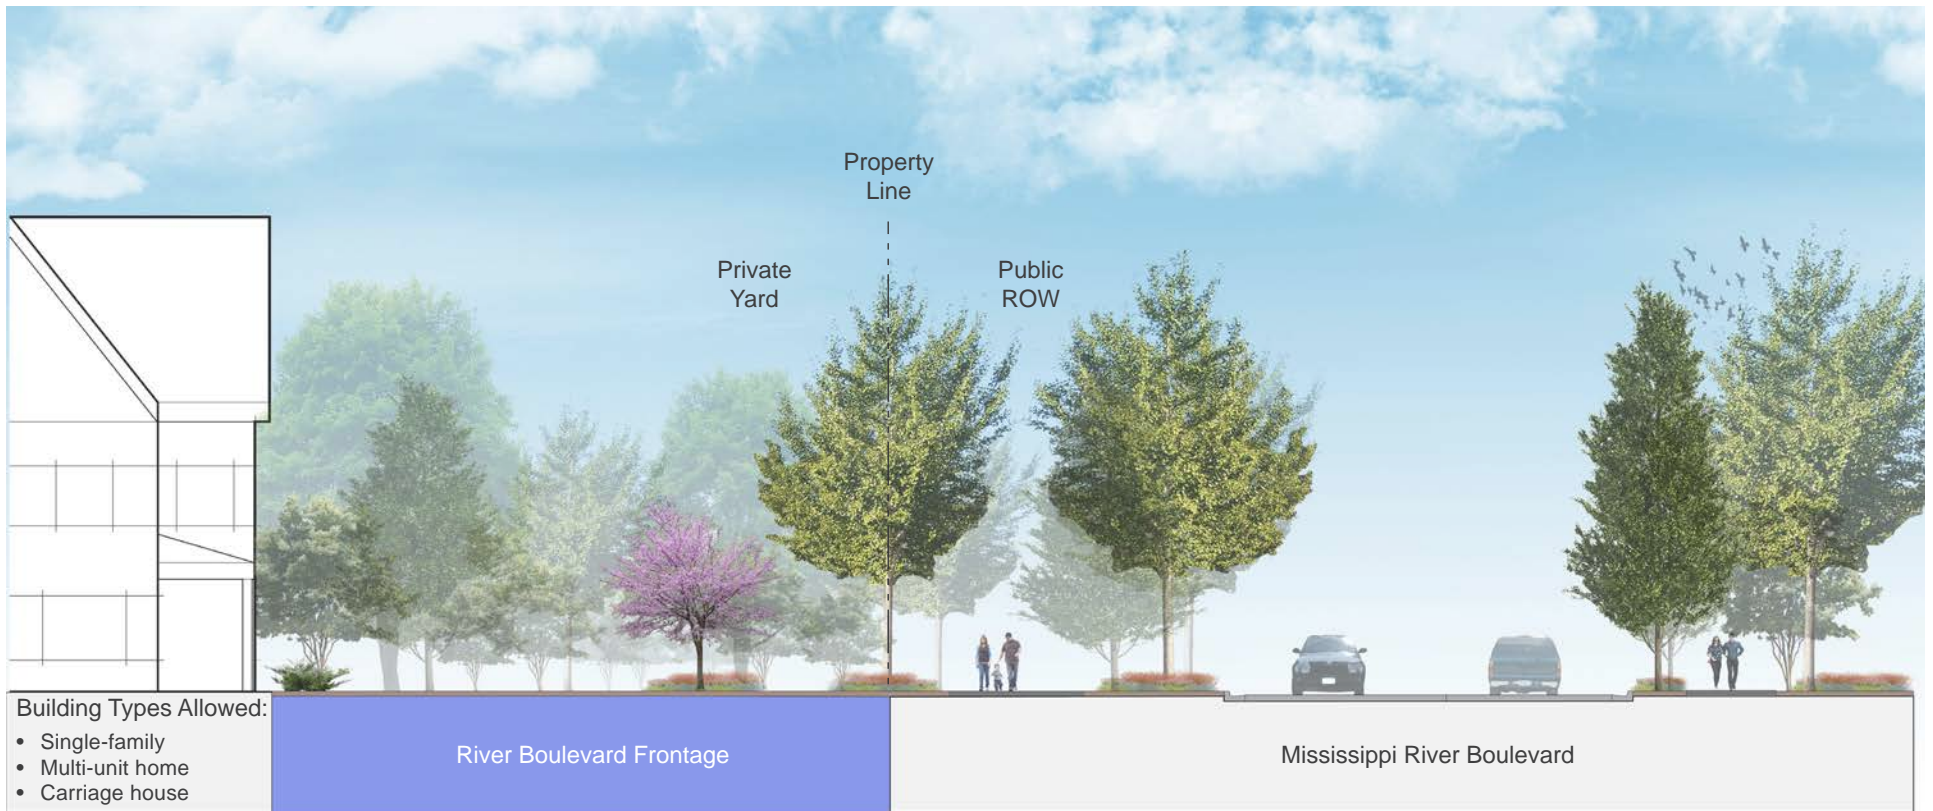 Property
Line
Private
Yard
Public
ROW
Building Types Allowed:
• Single-family
• Multi-unit home
• Carriage house
River Boulevard Frontage
Mississippi River Boulevard